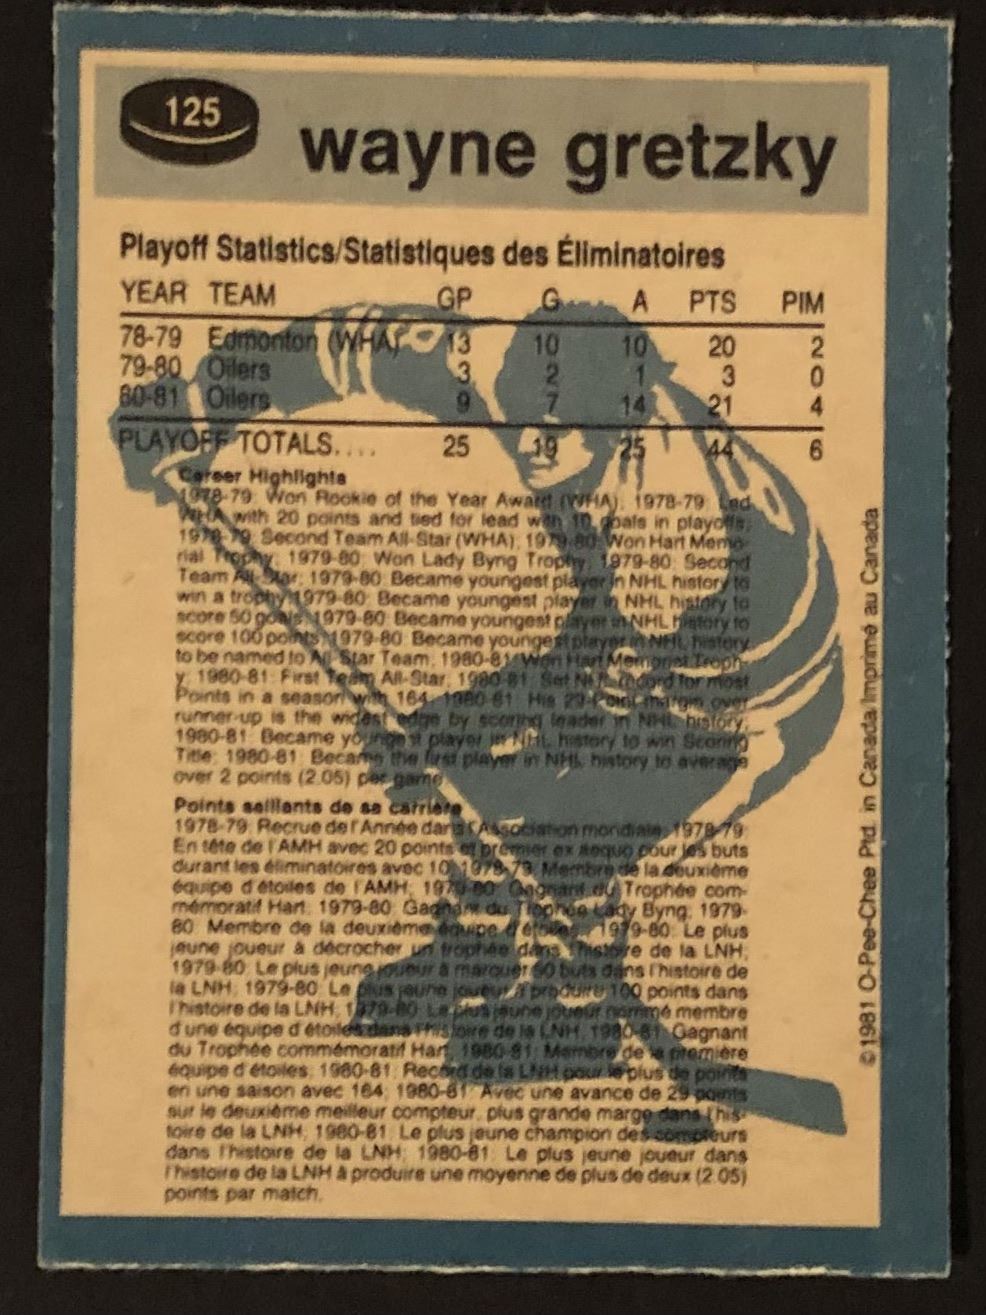 125
wayne gretzky
Playoff Statistics/Statistiques des Éliminatoires
YEAR TEAM GP G A PTS PIM
78-79 Edmonton (WHA) 13 10 10 20 2
79-80 Oilers 3 2 1 3 0
80-81 Oilers 9 7 14 21 4
PLAYOFF TOTALS.... 25 19 25 44 6
Career Highlights
1978-79: Won Rookie of the Year Award (WHA); 1978-79: Led
WHA with 20 points and tied for lead with 10 goals in playoffs;
1978-79: Second Team All-Star (WHA); 1979-80: Won Hart Memo-
rial Trophy; 1979-80: Won Lady Byng Trophy; 1979-80: Second
Team All-Star; 1979-80: Became youngest player in NHL history to
win a trophy; 1979-80: Became youngest player in NHL history to
score 50 goals; 1979-80: Became youngest player in NHL history to
score 100 points; 1979-80: Became youngest player in NHL history
to be named to All-Star Team; 1980-81: Won Hart Memorial Troph-
y; 1980-81: First Team All-Star; 1980-81: Set NHL record for most
Points in a season with 164; 1980-81: His 29-Point margin over
runner-up is the widest edge by scoring leader in NHL history;
1980-81: Became youngest player in NHL history to win Scoring
Title; 1980-81: Became the first player in NHL history to average
over 2 points (2.05) per game
Points saillants de sa carrière
1978-79: Recrue de l'Année dans l'Association mondiale; 1978-79:
En tête de l'AMH avec 20 points et premier ex aequo pour les buts
durant les éliminatoires avec 10; 1978-79: Membre de la deuxième
équipe d'étoiles de l'AMH; 1979-80: Gagnant du Trophée com-
mémoratif Hart; 1979-80: Gagnant du Trophée Lady Byng; 1979-
80: Membre de la deuxième équipe d'étoiles; 1979-80: Le plus
jeune joueur à décrocher un trophée dans l'histoire de la LNH;
1979-80: Le plus jeune joueur à marquer 50 buts dans l'histoire de
la LNH; 1979-80: Le plus jeune joueur à produire 100 points dans
l'histoire de la LNH; 1979-80: Le plus jeune joueur nommé membre
d'une équipe d'étoiles dans l'histoire de la LNH; 1980-81: Gagnant
du Trophée commémoratif Hart; 1980-81: Membre de la première
équipe d'étoiles; 1980-81: Record de la LNH pour le plus de points
en une saison avec 164; 1980-81: Avec une avance de 29 points
sur le deuxième meilleur compteur, plus grande marge dans l'his-
toire de la LNH; 1980-81: Le plus jeune champion des compteurs
dans l'histoire de la LNH; 1980-81: Le plus jeune joueur dans
l'histoire de la LNH à produire une moyenne de plus de deux (2.05)
points par match.
©1981 O-Pee-Chee Ptd. in Canada/Imprimé au Canada